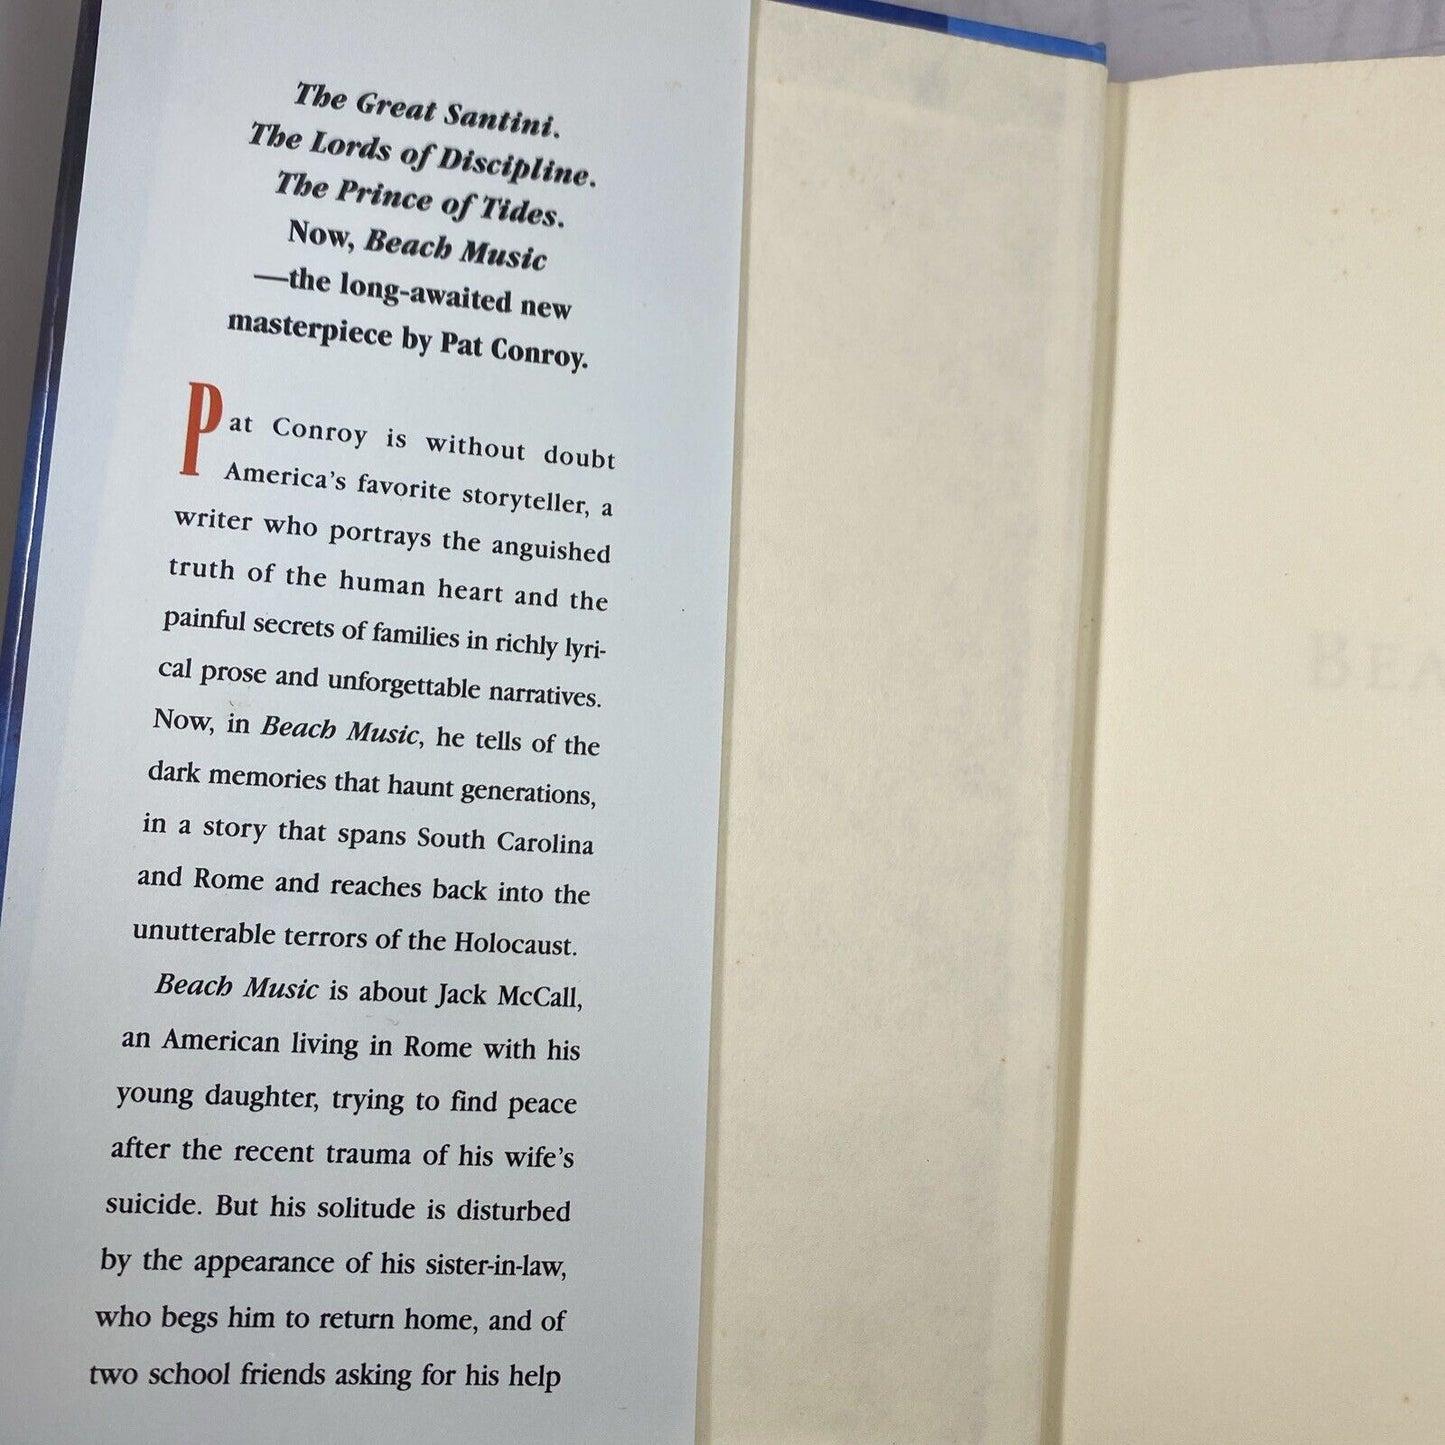 The Great Santini.
The Lords of Discipline.
The Prince of Tides.
Now, Beach Music
—the long-awaited new
masterpiece by Pat Conroy.
Pat Conroy is without doubt
America's favorite storyteller, a
writer who portrays the anguished
truth of the human heart and the
painful secrets of families in richly lyri-
cal prose and unforgettable narratives.
Now, in Beach Music, he tells of the
dark memories that haunt generations,
in a story that spans South Carolina
and Rome and reaches back into the
unutterable terrors of the Holocaust.
Beach Music is about Jack McCall,
an American living in Rome with his
young daughter, trying to find peace
after the recent trauma of his wife's
suicide. But his solitude is disturbed
by the appearance of his sister-in-law,
who begs him to return home, and of
two school friends asking for his help
BEA